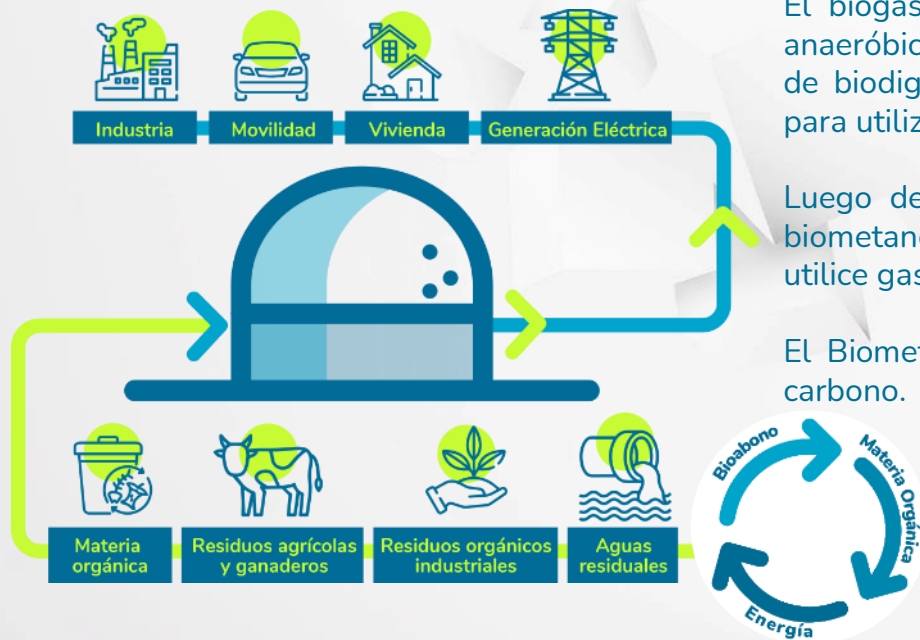 El biogás
anaeróbic
de biodig
para utiliz
Luego de
biometano
utilice gas
El Biomet
carbono.
Industria
Movilidad
Vivienda
Generación Eléctrica
Materia
orgánica
Residuos agrícolas
y ganaderos
Residuos orgánicos
industriales
Aguas
residuales
Bioabono
Materia Orgánica
Energía